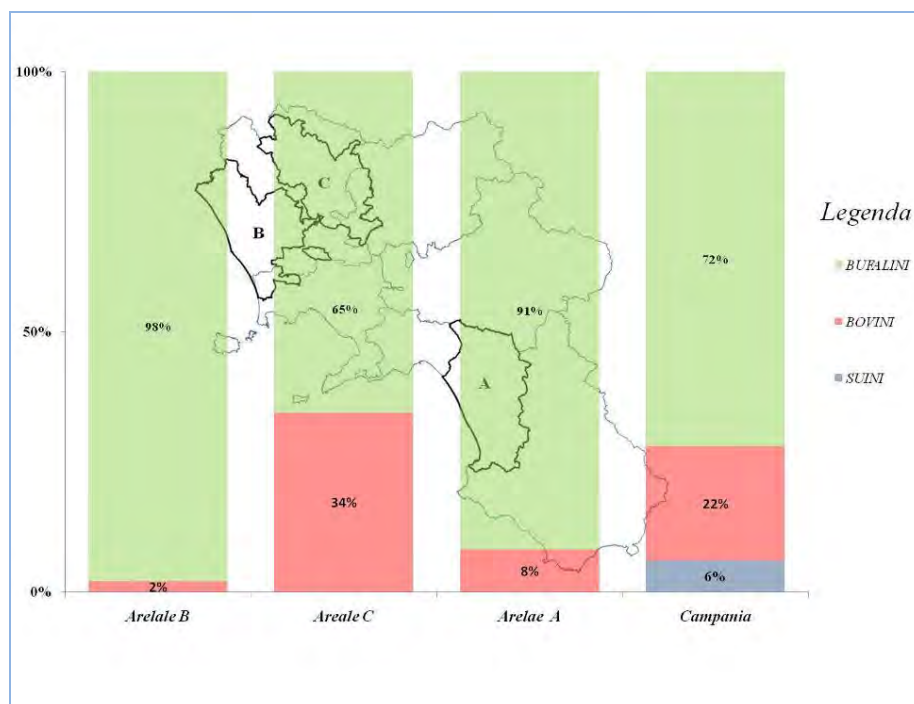 100%
C
B
72%
65%
91%
98%
50%
A
34%
22%
8%
6%
2%
0%
Arelale B
Areale C
Arelae A
Campania
Legenda
BUFALINI
BOVINI
SUINI